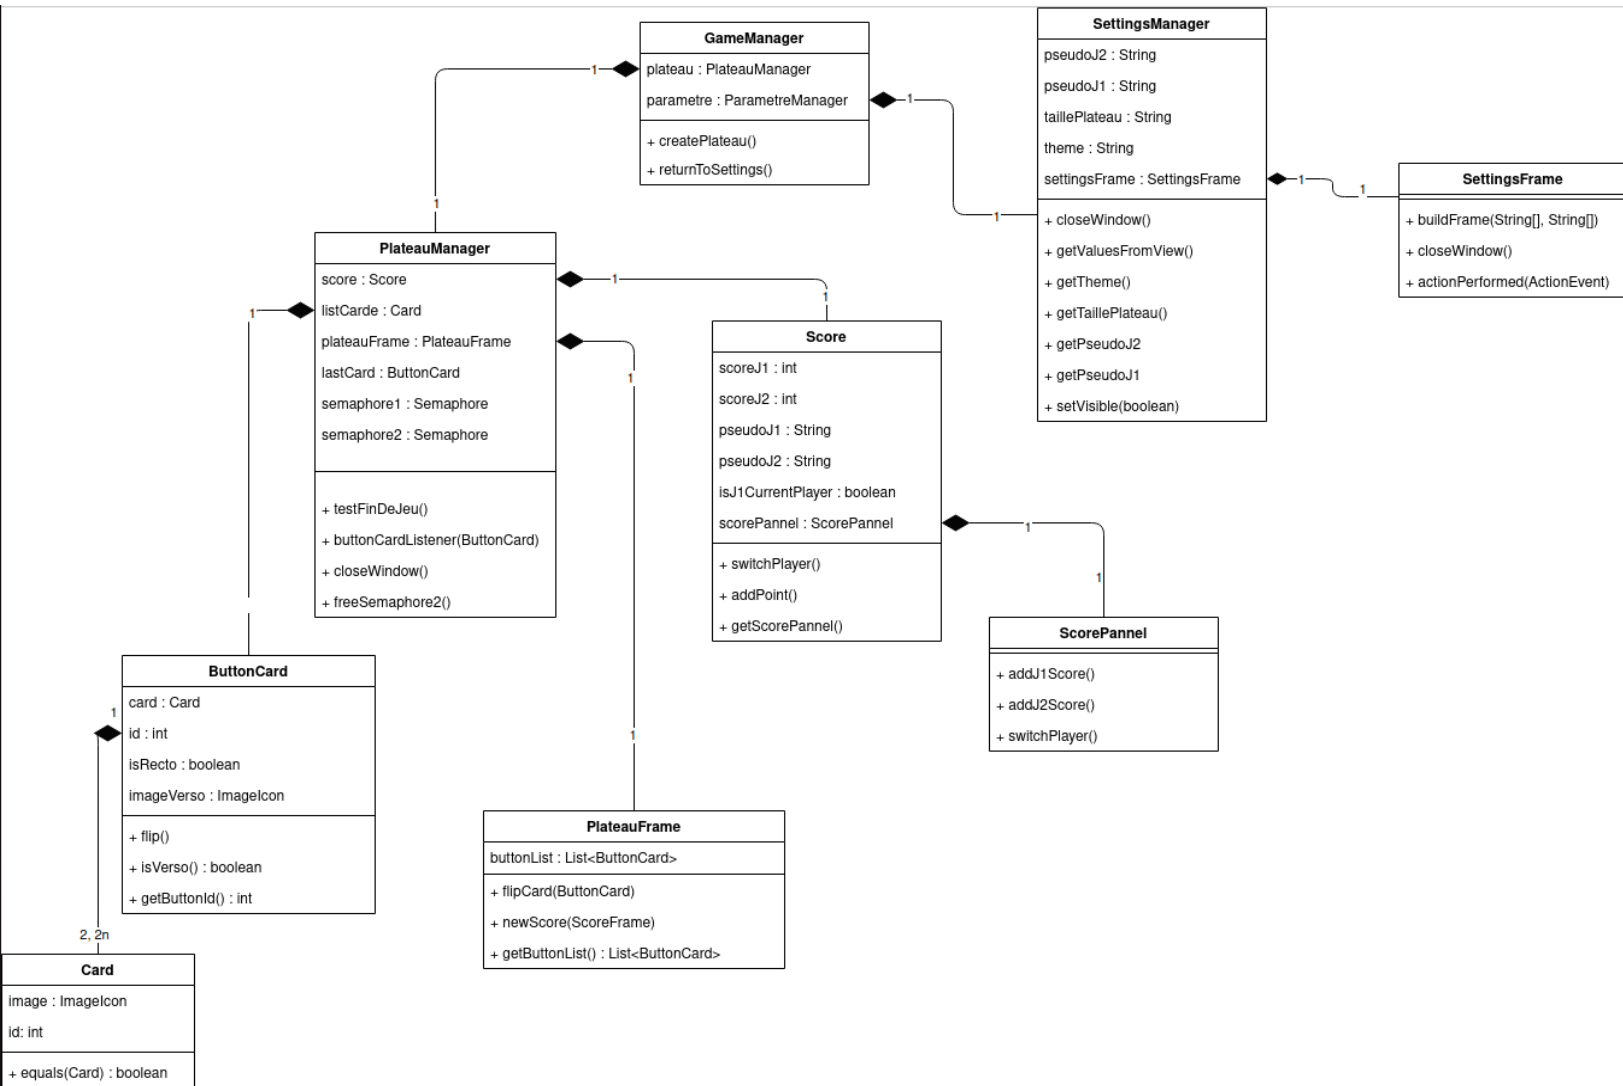 GameManager
plateau : PlateauManager
parametre : ParametreManager
+ createPlateau()
+ returnToSettings()
1
1
1
1
SettingsManager
pseudoJ2 : String
pseudoJ1 : String
taillePlateau : String
theme : String
settingsFrame : SettingsFrame
+ closeWindow()
+ getValuesFromView()
+ getTheme()
+ getTaillePlateau()
+ getPseudoJ2
+ getPseudoJ1
+ setVisible(boolean)
1
1
SettingsFrame
+ buildFrame(String[], String[])
+ closeWindow()
+ actionPerformed(ActionEvent)
PlateauManager
score : Score
listCarde : Card
plateauFrame : PlateauFrame
lastCard : ButtonCard
semaphore1 : Semaphore
semaphore2 : Semaphore
+ testFinDeJeu()
+ buttonCardListener(ButtonCard)
+ closeWindow()
+ freeSemaphore2()
1
1
1
1
1
Score
scoreJ1 : int
scoreJ2 : int
pseudoJ1 : String
pseudoJ2 : String
isJ1CurrentPlayer : boolean
scorePannel : ScorePannel
+ switchPlayer()
+ addPoint()
+ getScorePannel()
1
1
ScorePannel
+ addJ1Score()
+ addJ2Score()
+ switchPlayer()
ButtonCard
card : Card
id : int
isRecto : boolean
imageVerso : ImageIcon
+ flip()
+ isVerso() : boolean
+ getButtonId() : int
1
2, 2n
PlateauFrame
buttonList : List<ButtonCard>
+ flipCard(ButtonCard)
+ newScore(ScoreFrame)
+ getButtonList() : List<ButtonCard>
Card
image : ImageIcon
id: int
+ equals(Card) : boolean